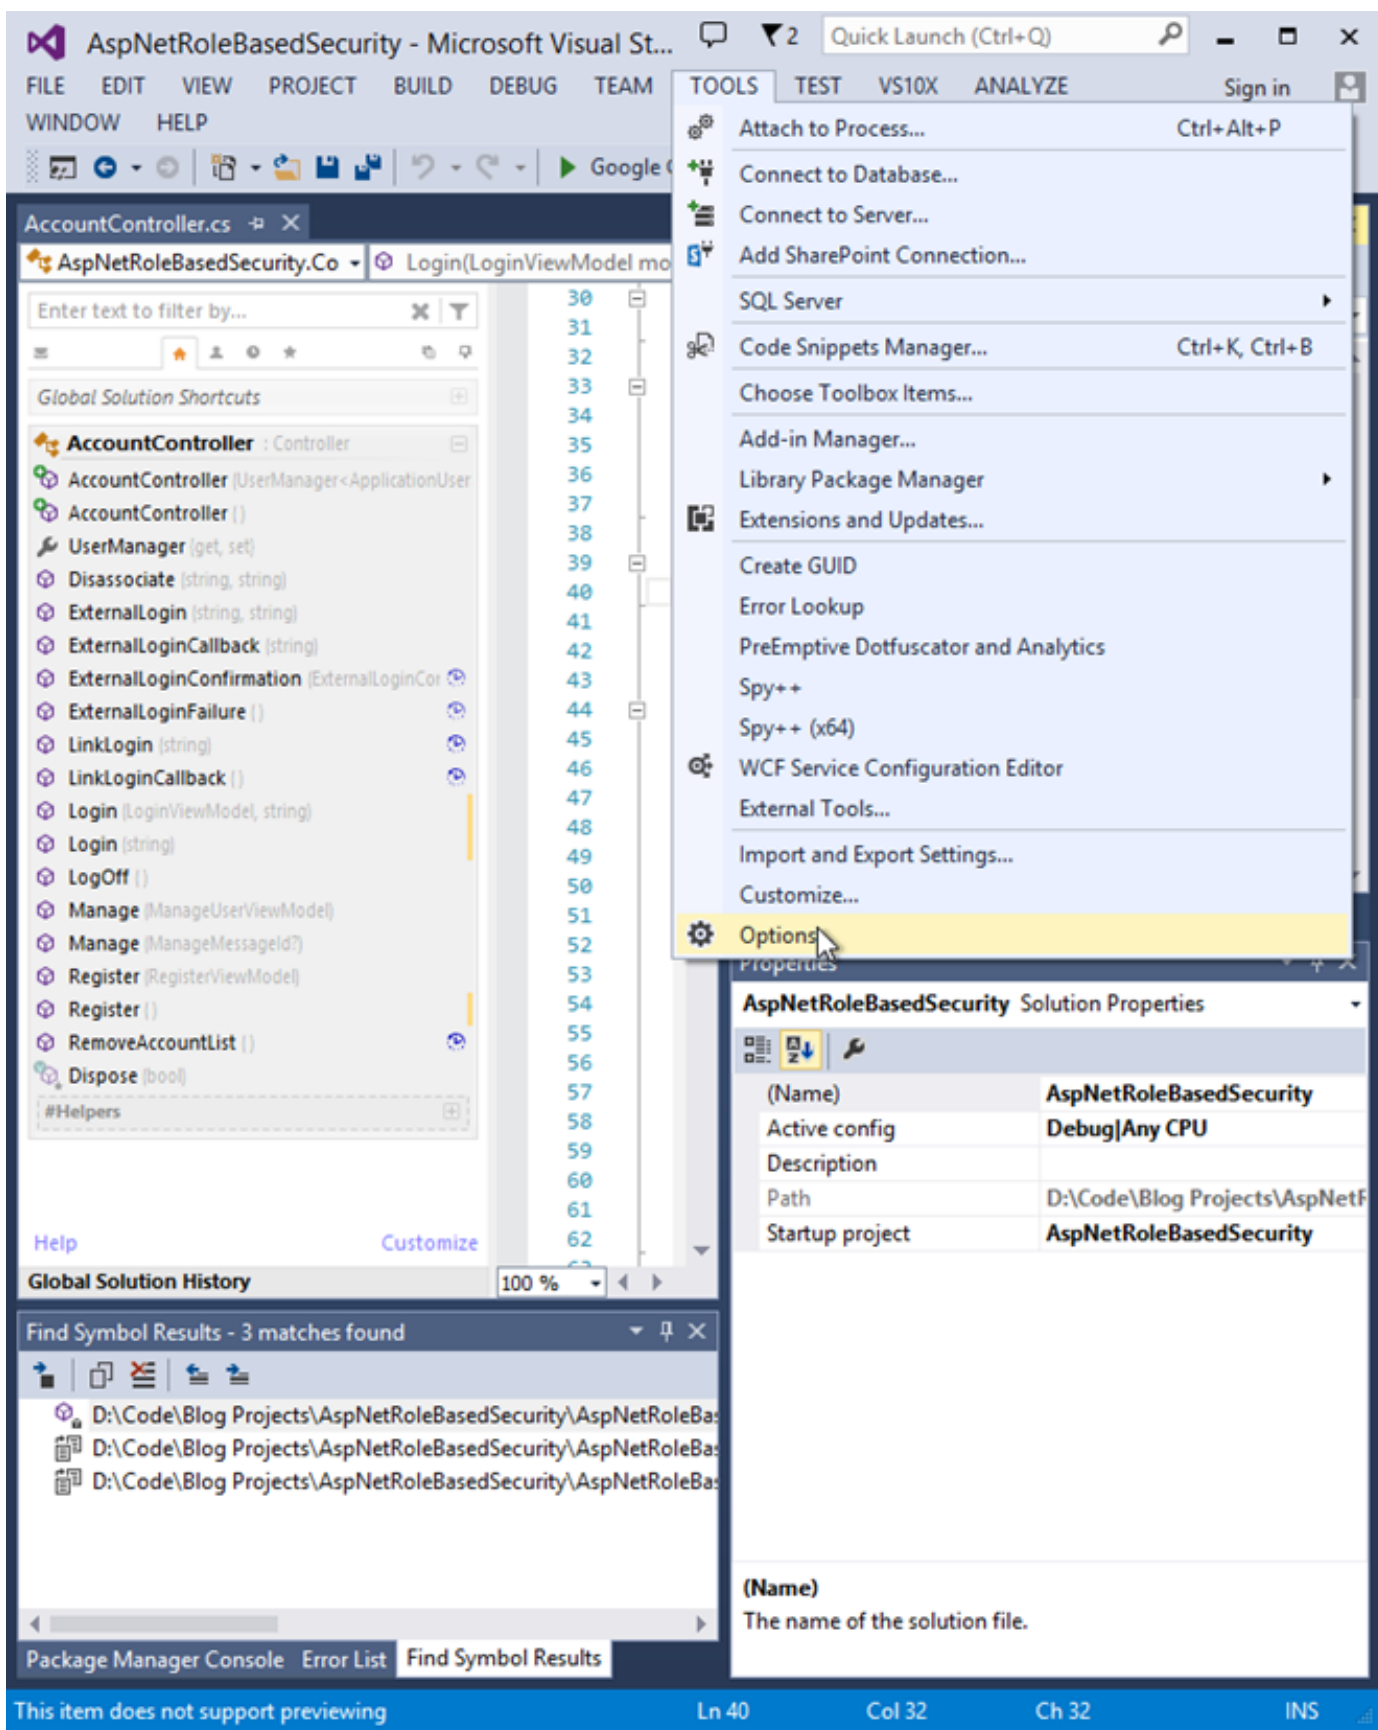 AspNetRoleBasedSecurity - Microsoft Visual St...
2
Quick Launch (Ctrl+Q)
FILE EDIT VIEW PROJECT BUILD DEBUG TEAM TOOLS TEST VS10X ANALYZE
Sign in
WINDOW HELP
Google
Attach to Process... Ctrl+Alt+P
Connect to Database...
Connect to Server...
Add SharePoint Connection...
SQL Server
Code Snippets Manager... Ctrl+K, Ctrl+B
Choose Toolbox Items...
Add-in Manager...
Library Package Manager
Extensions and Updates...
Create GUID
Error Lookup
PreEmptive Dotfuscator and Analytics
Spy++
Spy++ (x64)
WCF Service Configuration Editor
External Tools...
Import and Export Settings...
Customize...
Options
AccountController.cs
AspNetRoleBasedSecurity.Co
Login(LoginViewModel mo
Enter text to filter by...
Global Solution Shortcuts
AccountController : Controller
AccountController (UserManager<ApplicationUser
AccountController ()
UserManager (get, set)
Disassociate (string, string)
ExternalLogin (string, string)
ExternalLoginCallback (string)
ExternalLoginConfirmation (ExternalLoginCor
ExternalLoginFailure ()
LinkLogin (string)
LinkLoginCallback ()
Login (LoginViewModel, string)
Login (string)
LogOff ()
Manage (ManageUserViewModel)
Manage (ManageMessageId?)
Register (RegisterViewModel)
Register ()
RemoveAccountList ()
Dispose (bool)
#Helpers
Help Customize
Global Solution History
30
31
32
33
34
35
36
37
38
39
40
41
42
43
44
45
46
47
48
49
50
51
52
53
54
55
56
57
58
59
60
61
62
100 %
Properties
AspNetRoleBasedSecurity Solution Properties
(Name) AspNetRoleBasedSecurity
Active config Debug|Any CPU
Description
Path D:\Code\Blog Projects\AspNetR
Startup project AspNetRoleBasedSecurity
(Name)
The name of the solution file.
Find Symbol Results - 3 matches found
D:\Code\Blog Projects\AspNetRoleBasedSecurity\AspNetRoleBas
D:\Code\Blog Projects\AspNetRoleBasedSecurity\AspNetRoleBas
D:\Code\Blog Projects\AspNetRoleBasedSecurity\AspNetRoleBas
Package Manager Console Error List Find Symbol Results
This item does not support previewing Ln 40 Col 32 Ch 32 INS